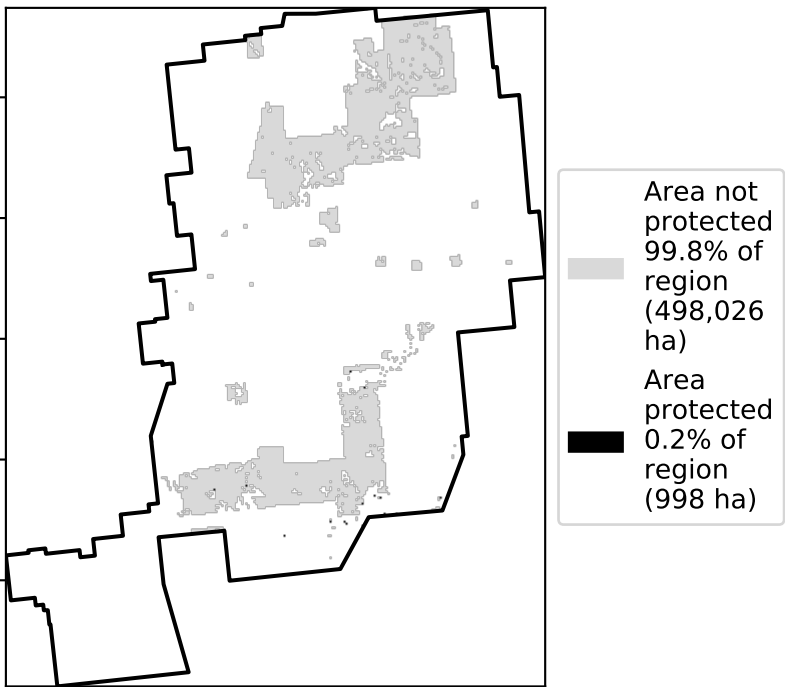 Area not
protected
99.8% of
region
(498,026
ha)
Area
protected
0.2% of
region
(998 ha)